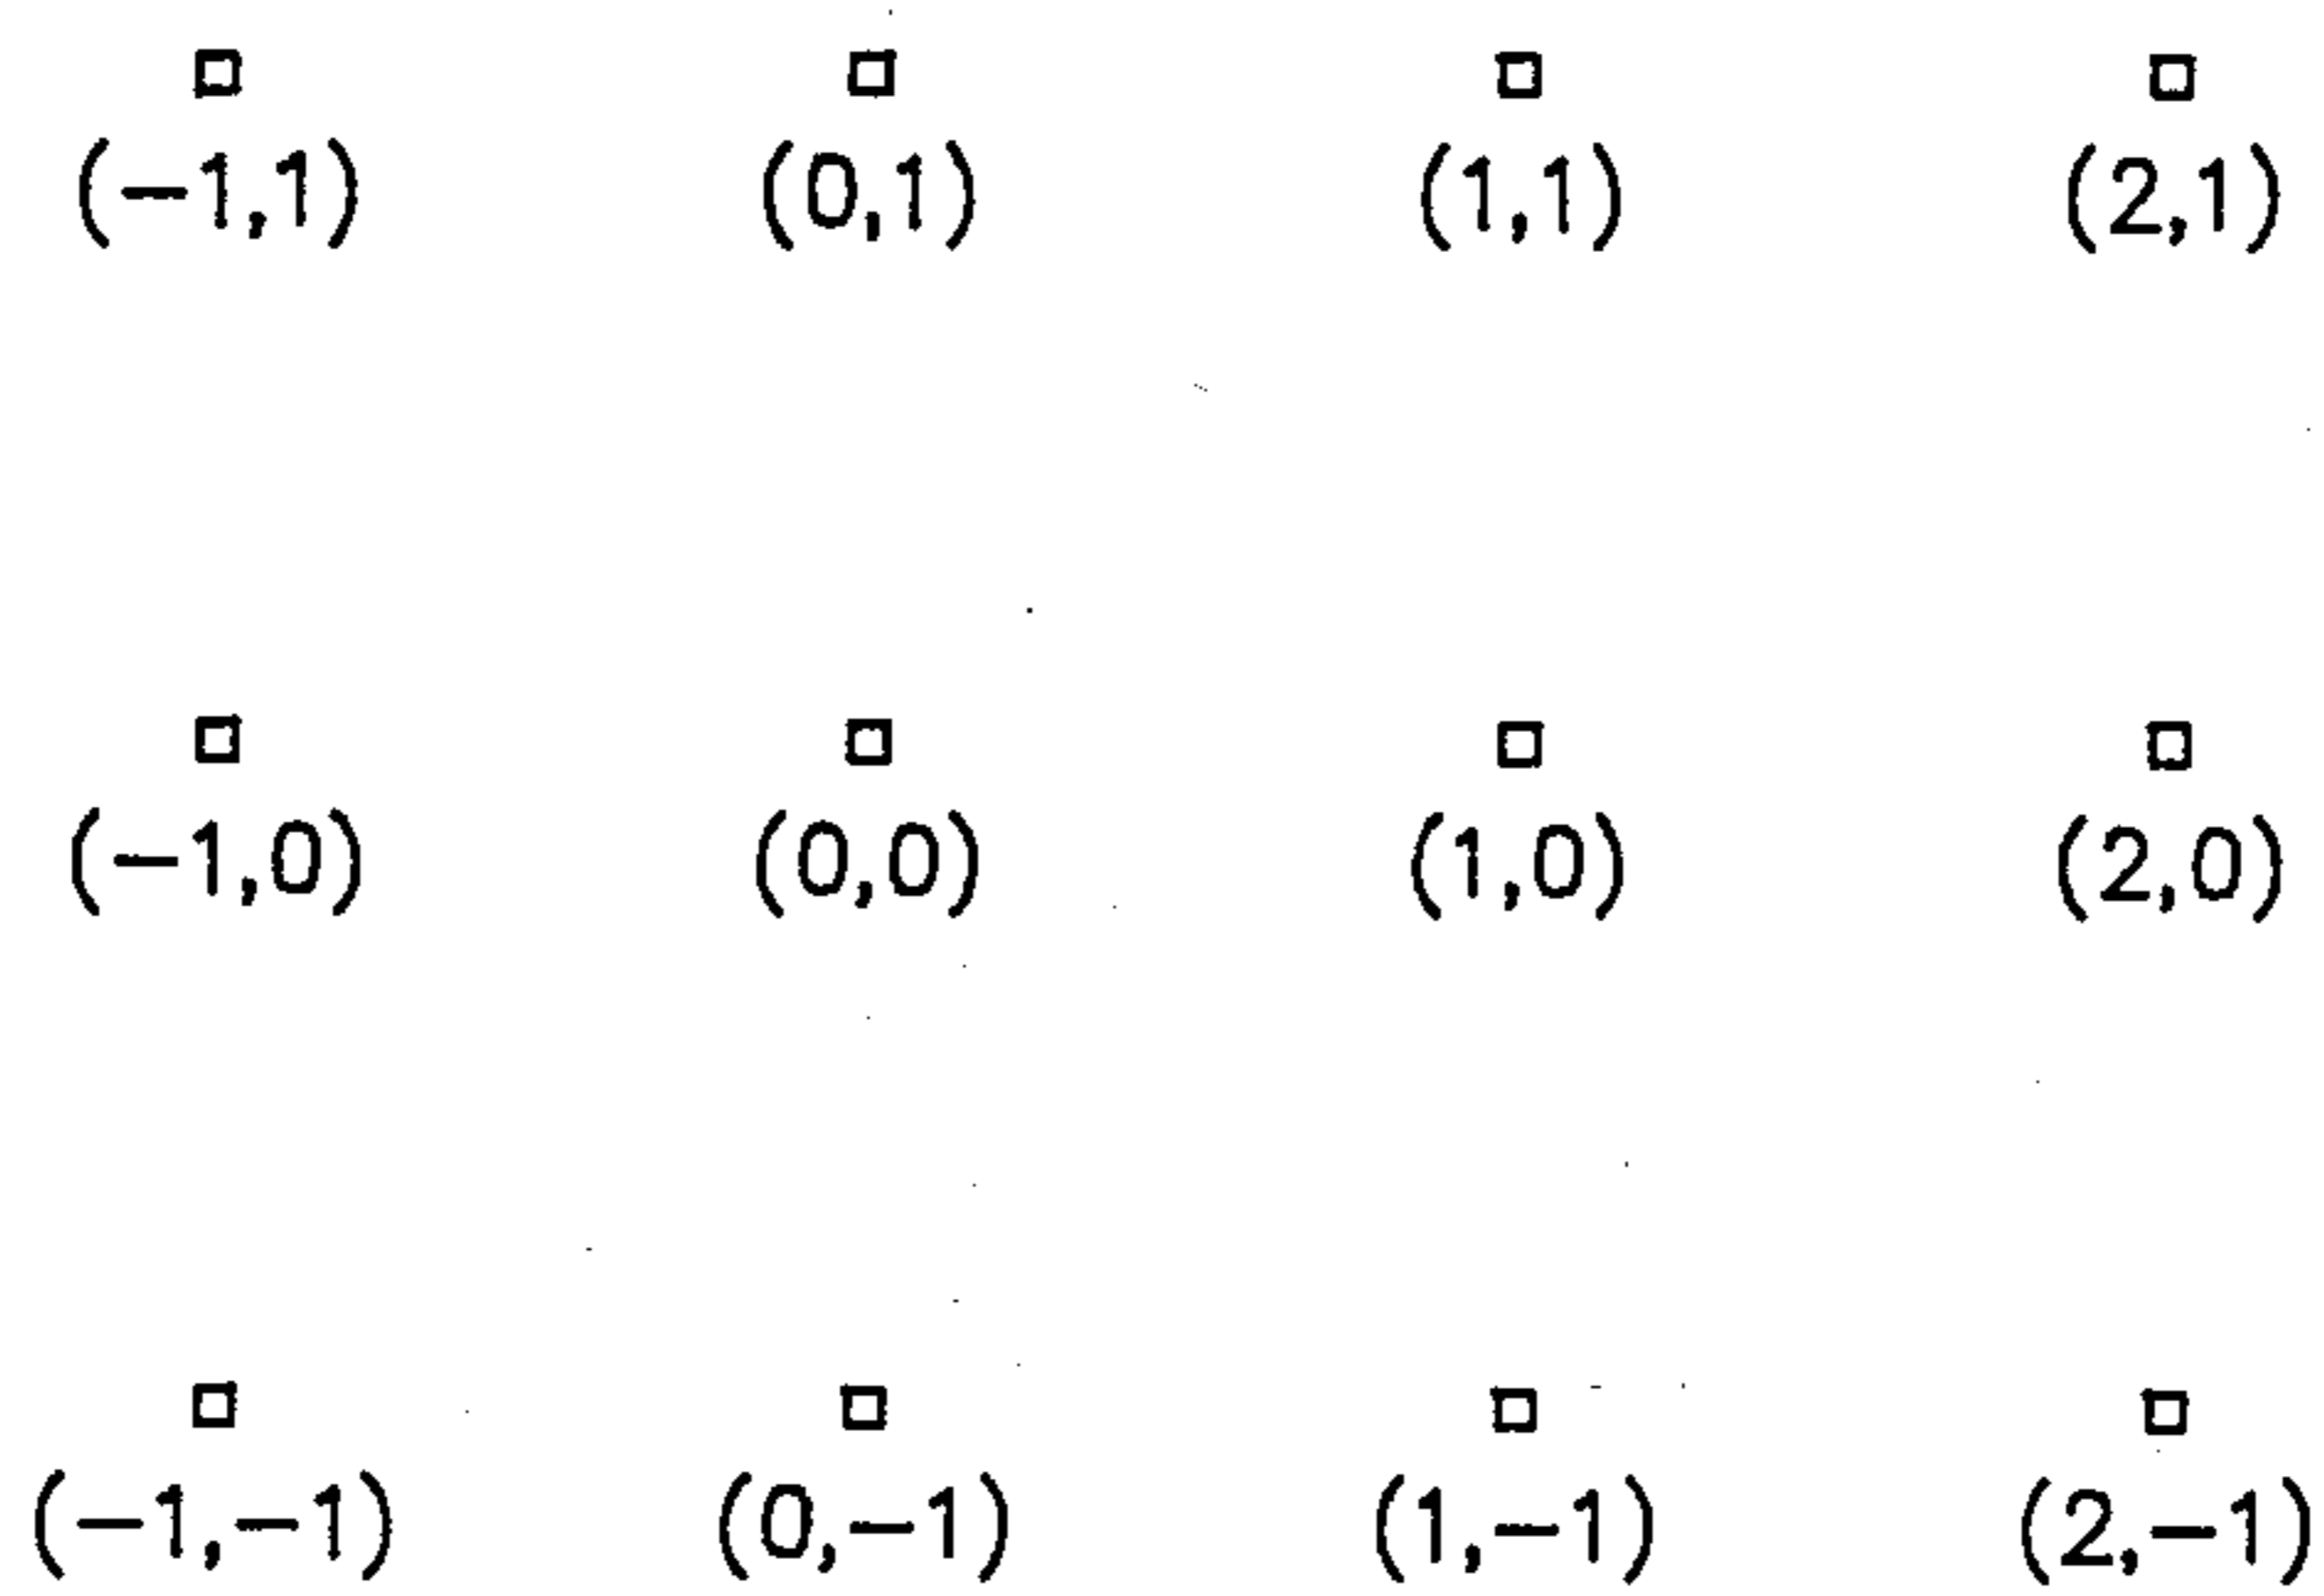 (-1,1) (0,1) (1,1) (2,1)
(-1,0) (0,0) (1,0) (2,0)
(-1,-1) (0,-1) (1,-1) (2,-1)